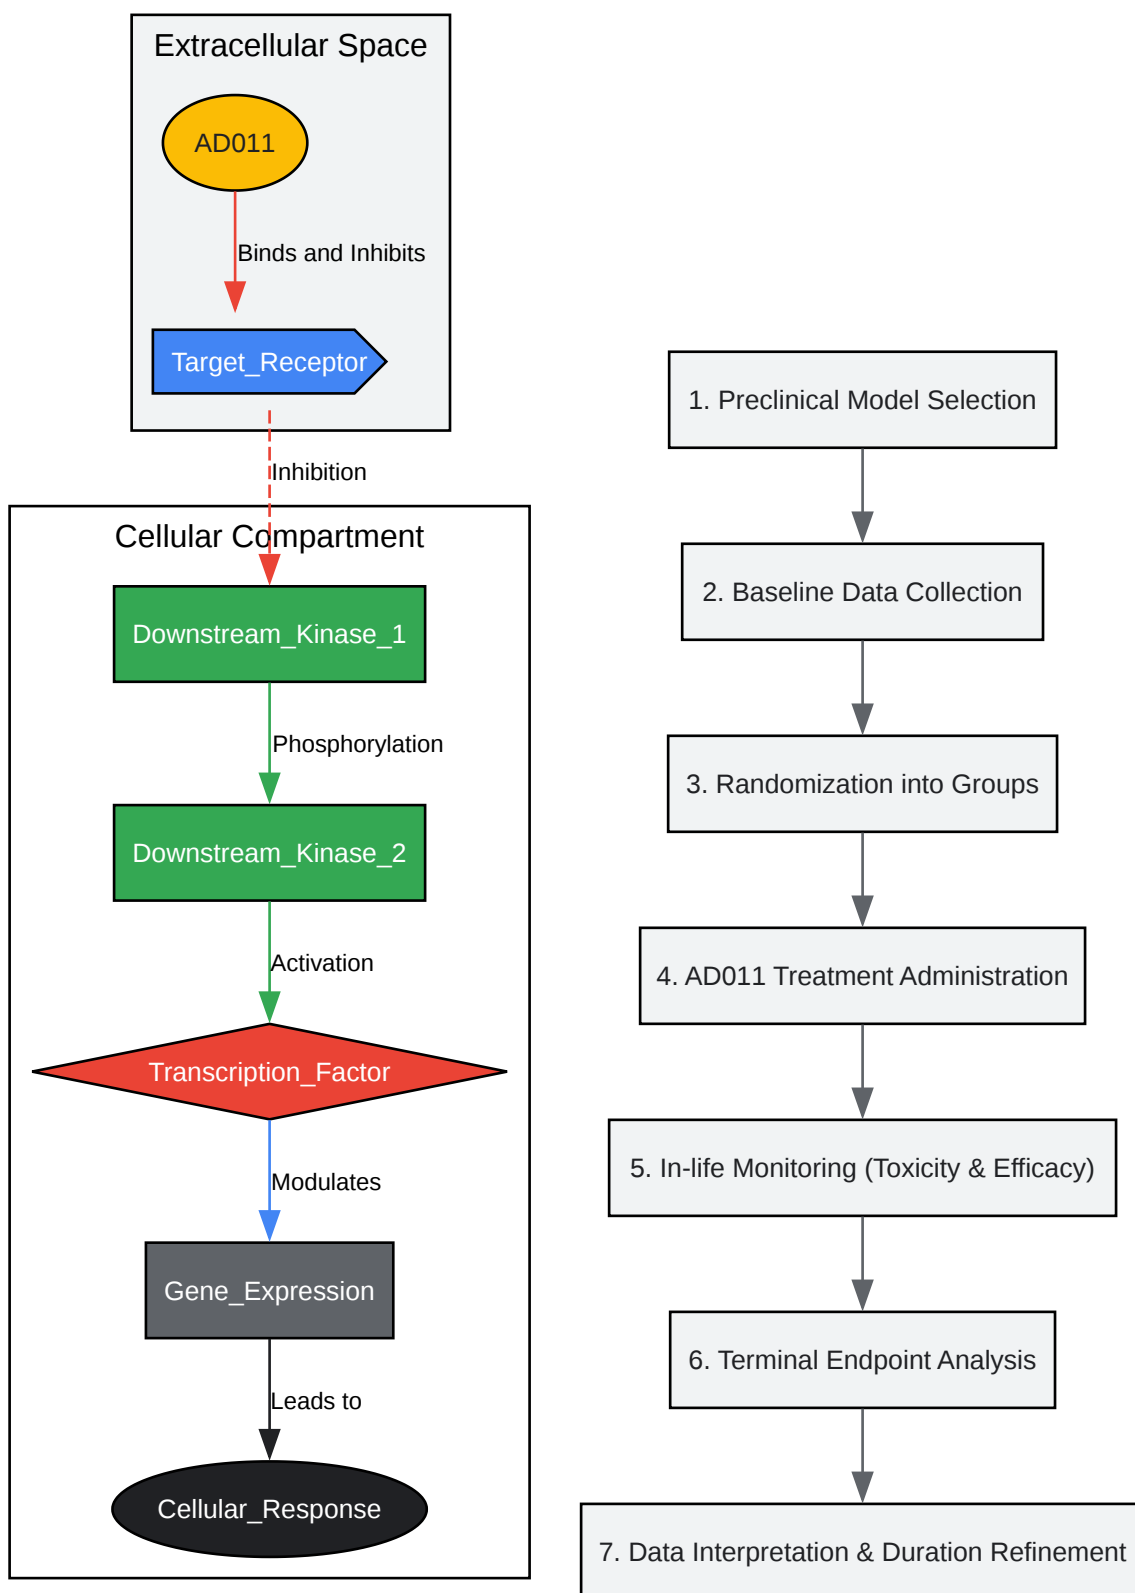 Extracellular Space
AD011
Binds and Inhibits
Target_Receptor
Inhibition
Cellular Compartment
Downstream_Kinase_1
Phosphorylation
Downstream_Kinase_2
Activation
Transcription_Factor
Modulates
Gene_Expression
Leads to
Cellular_Response
1. Preclinical Model Selection
2. Baseline Data Collection
3. Randomization into Groups
4. AD011 Treatment Administration
5. In-life Monitoring (Toxicity & Efficacy)
6. Terminal Endpoint Analysis
7. Data Interpretation & Duration Refinement